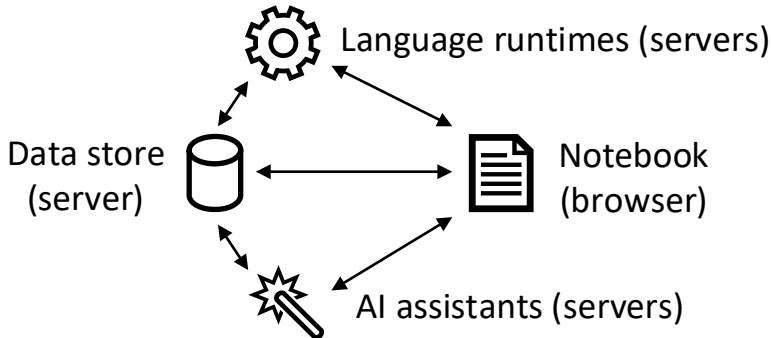 Language runtimes (servers)
Data store
(server)
Notebook
(browser)
AI assistants (servers)